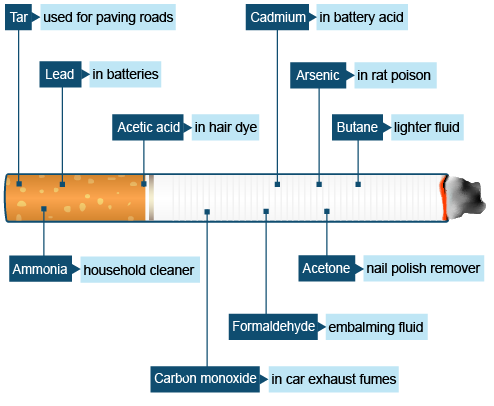 Tar used for paving roads
Cadmium in battery acid
Lead in batteries
Arsenic in rat poison
Acetic acid in hair dye
Butane lighter fluid
Ammonia household cleaner
Acetone nail polish remover
Formaldehyde embalming fluid
Carbon monoxide in car exhaust fumes